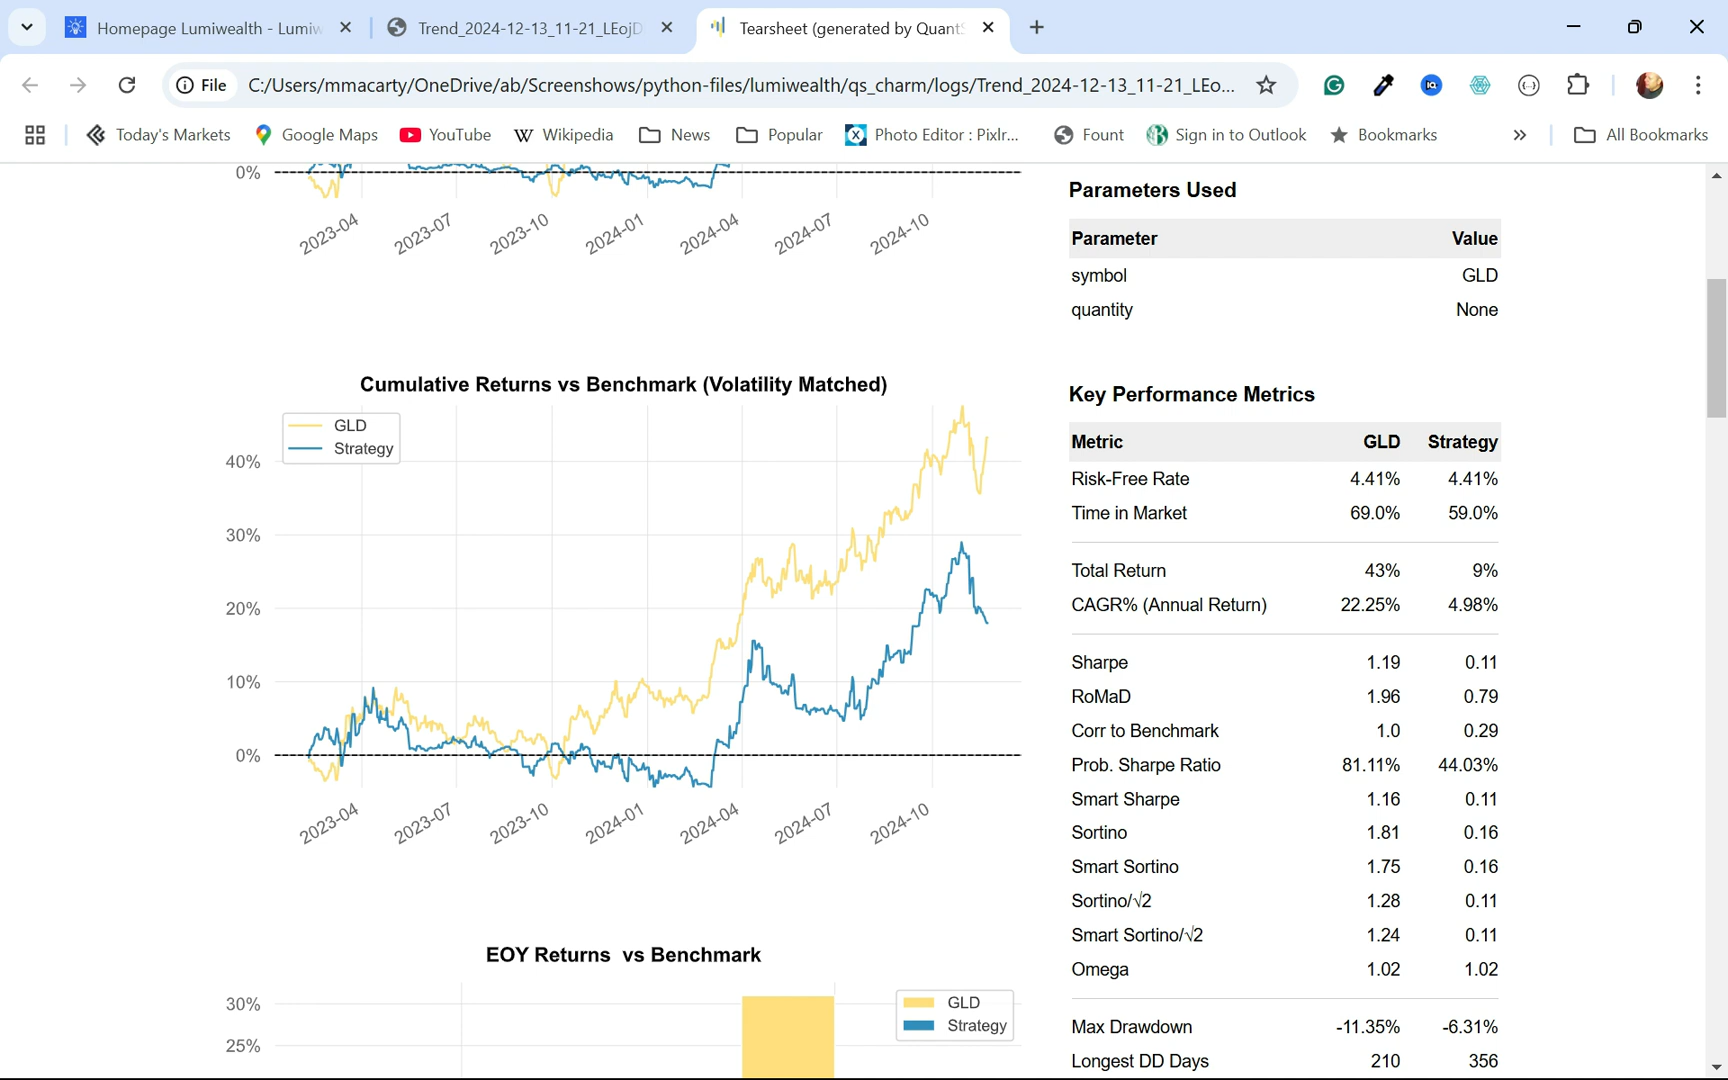 Homepage Lumiwealth - Lumiw
Trend_2024-12-13_11-21_LEojD
Tearsheet (generated by QuantS
File
C:/Users/mmacarty/OneDrive/ab/Screenshows/python-files/lumiwealth/qs_charm/logs/Trend_2024-12-13_11-21_LEo...
Today's Markets
Google Maps
YouTube
Wikipedia
News
Popular
Photo Editor : Pixlr...
Fount
Sign in to Outlook
Bookmarks
»
All Bookmarks
0%
2023-04 2023-07 2023-10 2024-01 2024-04 2024-07 2024-10
Parameters Used
Parameter Value
symbol GLD
quantity None
Cumulative Returns vs Benchmark (Volatility Matched)
GLD
Strategy
40%
30%
20%
10%
0%
2023-04 2023-07 2023-10 2024-01 2024-04 2024-07 2024-10
Key Performance Metrics
Metric GLD Strategy
Risk-Free Rate 4.41% 4.41%
Time in Market 69.0% 59.0%
Total Return 43% 9%
CAGR% (Annual Return) 22.25% 4.98%
Sharpe 1.19 0.11
RoMaD 1.96 0.79
Corr to Benchmark 1.0 0.29
Prob. Sharpe Ratio 81.11% 44.03%
Smart Sharpe 1.16 0.11
Sortino 1.81 0.16
Smart Sortino 1.75 0.16
Sortino/√2 1.28 0.11
Smart Sortino/√2 1.24 0.11
Omega 1.02 1.02
Max Drawdown -11.35% -6.31%
Longest DD Days 210 356
EOY Returns vs Benchmark
GLD
Strategy
30%
25%